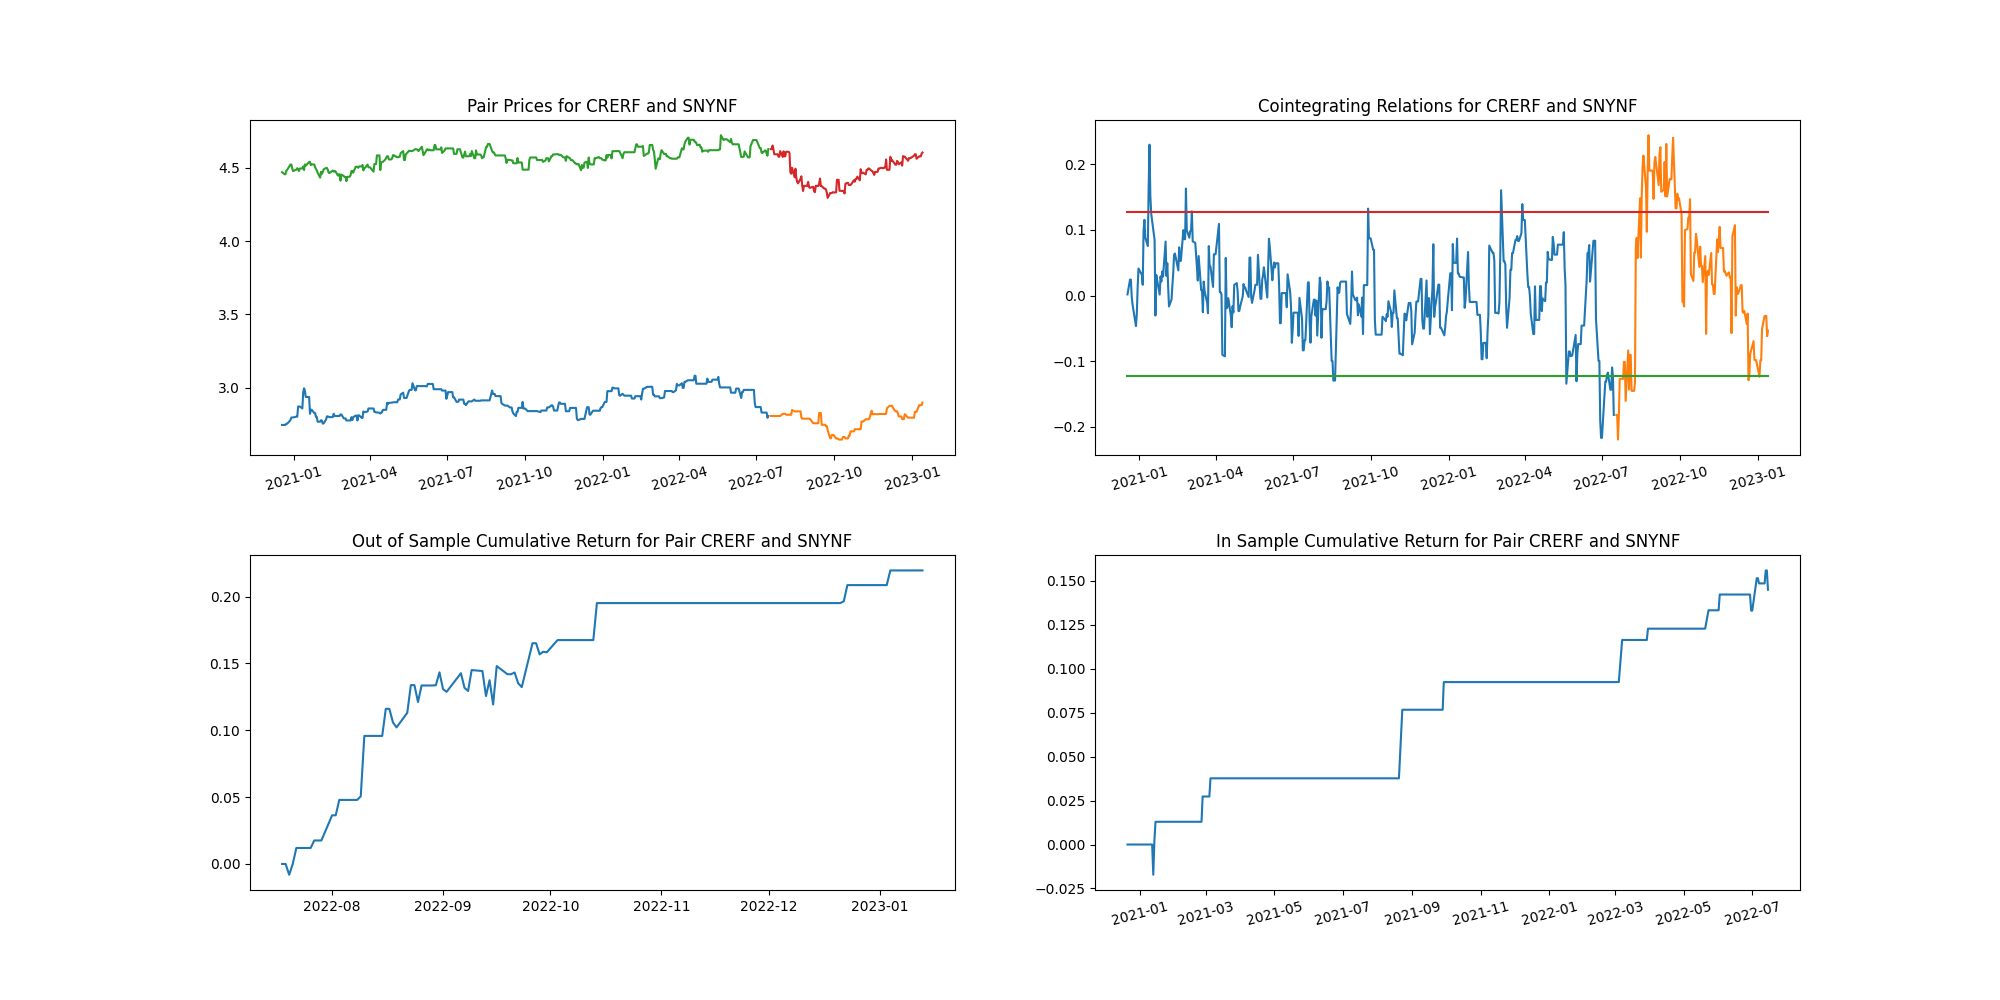 Pair Prices for CRERF and SNYNF
4.5
4.0
3.5
3.0
2021-01 2021-04 2021-07 2021-10 2022-01 2022-04 2022-07 2022-10 2023-01
Cointegrating Relations for CRERF and SNYNF
0.2
0.1
0.0
−0.1
−0.2
2021-01 2021-04 2021-07 2021-10 2022-01 2022-04 2022-07 2022-10 2023-01
Out of Sample Cumulative Return for Pair CRERF and SNYNF
0.20
0.15
0.10
0.05
0.00
2022-08 2022-09 2022-10 2022-11 2022-12 2023-01
In Sample Cumulative Return for Pair CRERF and SNYNF
0.150
0.125
0.100
0.075
0.050
0.025
0.000
−0.025
2021-01 2021-03 2021-05 2021-07 2021-09 2021-11 2022-01 2022-03 2022-05 2022-07